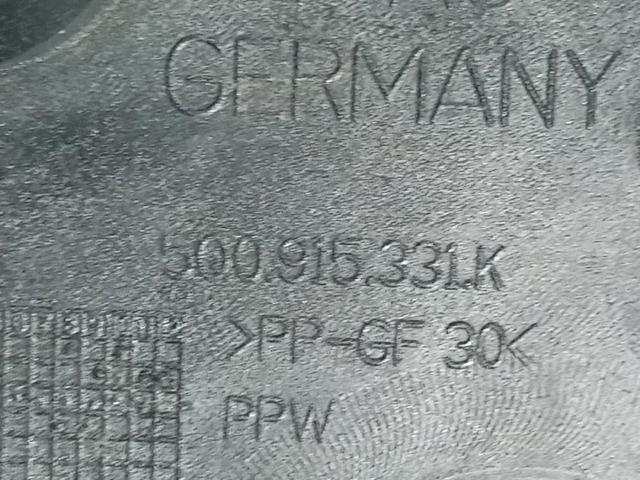 GERMANY
5Q0.915.331.K
>PP-GF 30<
PPW